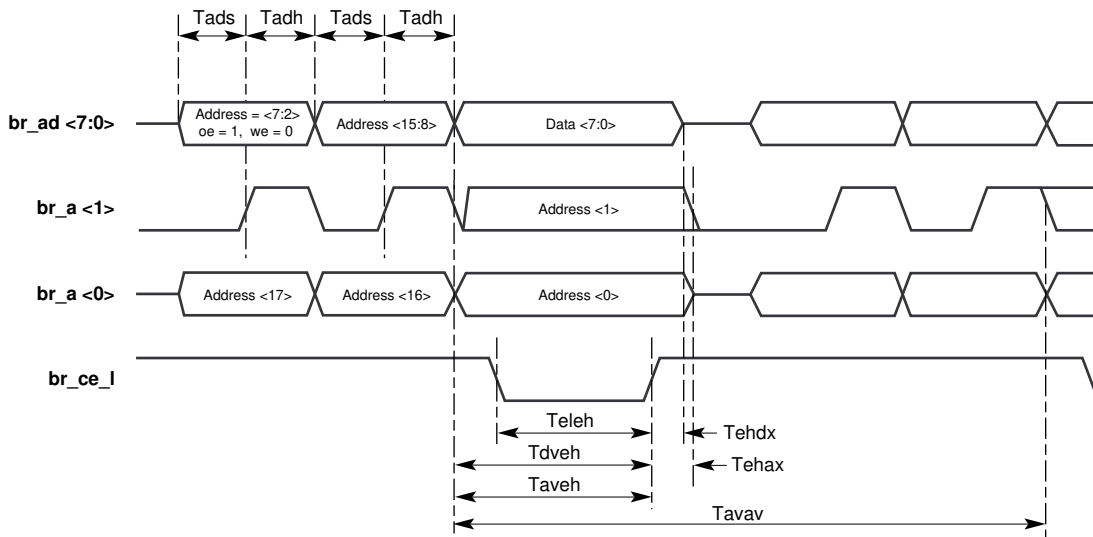 Tads Tadh Tads Tadh
br_ad <7:0>
Address = <7:2>
oe = 1, we = 0
Address <15:8>
Data <7:0>
br_a <1>
Address <1>
br_a <0>
Address <17>
Address <16>
Address <0>
br_ce_l
Teleh
Tehdx
Tdveh
Tehax
Taveh
Tavav